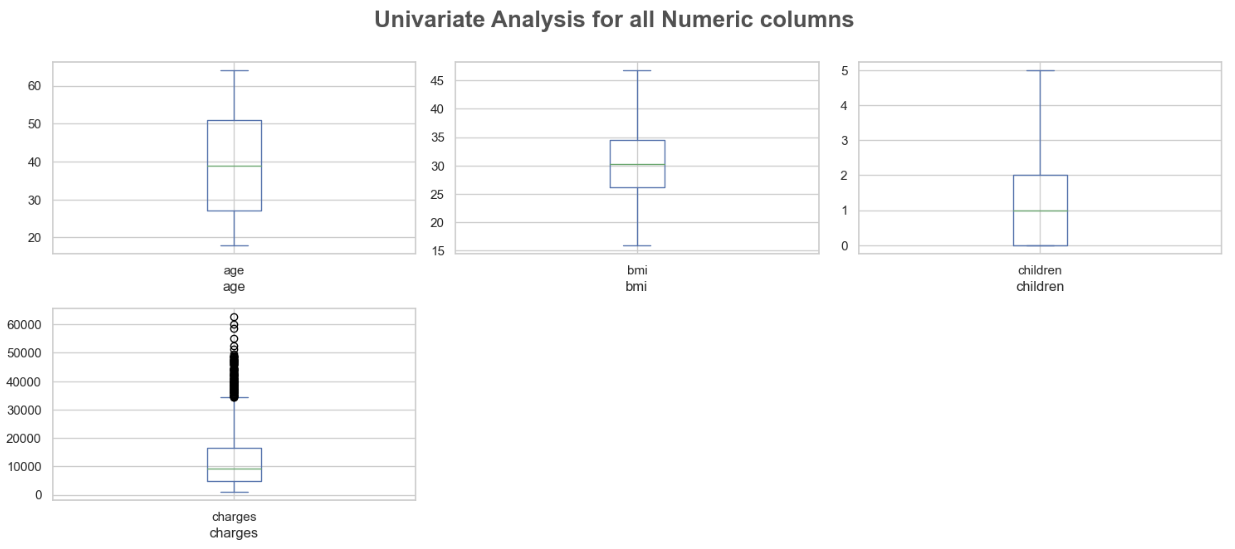 Univariate Analysis for all Numeric columns
60
50
40
30
20
age
age
45
40
35
30
25
20
15
bmi
bmi
5
4
3
2
1
0
children
children
60000
50000
40000
30000
20000
10000
0
charges
charges